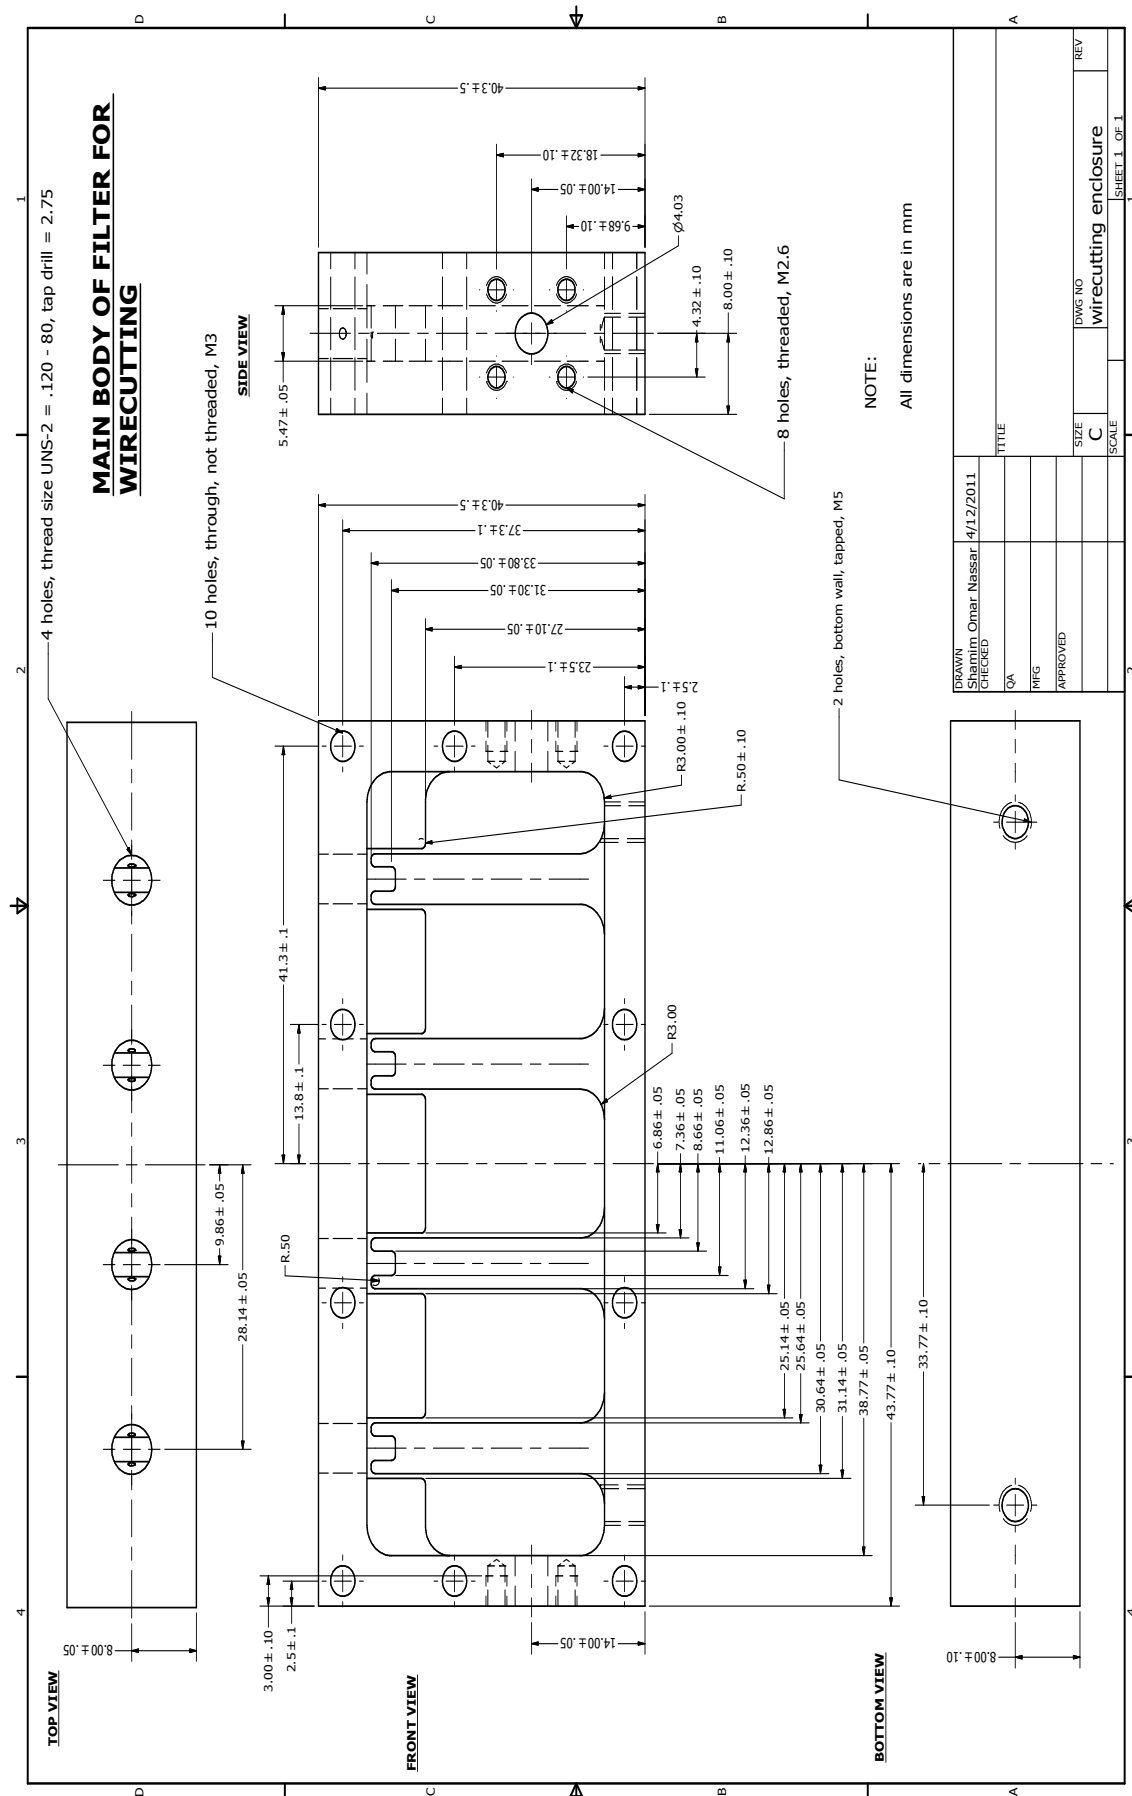 D
C
B
A
1
2
3
4
4 holes, thread size UNS-2 = .120 - 80, tap drill = 2.75
MAIN BODY OF FILTER FOR
WIRECUTTING
10 holes, through, not threaded, M3
SIDE VIEW
5.47± .05
40.3± .5
18.32± .10
14.00± .05
9.68± .10
Ø4.03
4.32± .10
8.00± .10
8 holes, threaded, M2.6
NOTE:
All dimensions are in mm
40.3± .5
37.3± .1
33.80± .05
31.30± .05
27.10± .05
23.5± .1
2.5± .1
R3.00± .10
R.50± .10
2 holes, bottom wall, tapped, M5
41.3± .1
13.8± .1
9.86± .05
28.14± .05
R.50
R3.00
6.86± .05
7.36± .05
8.66± .05
11.06± .05
12.36± .05
12.86± .05
25.14± .05
25.64± .05
30.64± .05
31.14± .05
38.77± .05
43.77± .10
33.77± .10
8.00± .05
3.00± .10
2.5± .1
14.00± .05
8.00± .10
TOP VIEW
FRONT VIEW
BOTTOM VIEW
DRAWN
Shamim Omar Nassar 4/12/2011
CHECKED
QA
MFG
APPROVED
TITLE
SIZE
C
DWG NO
wirecutting enclosure
REV
SCALE
SHEET 1 OF 1
D
C
B
A
1
2
3
4